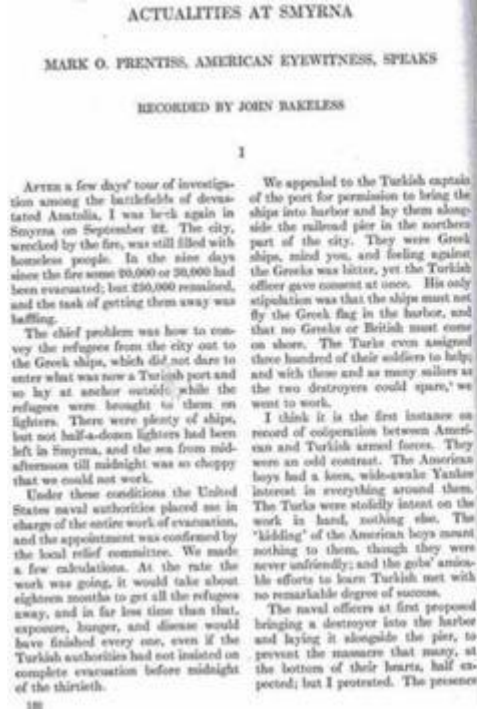 ACTUALITIES AT SMYRNA
MARK O. PRENTISS, AMERICAN EYEWITNESS, SPEAKS
RECORDED BY JOHN BAKELESS
I
AFTER a few days' tour of investiga-
tion among the battlefields of devas-
tated Anatolia, I was back again in
Smyrna on September 22. The city,
wrecked by the fire, was still filled with
homeless people. In the nine days
since the fire some 20,000 or 30,000 had
been evacuated; but 250,000 remained,
and the task of getting them away was
baffling.
The chief problem was how to con-
vey the refugees from the city out to
the Greek ships, which did not dare to
enter what was now a Turkish port and
so lay at anchor outside while the
refugees were brought to them on
lighters. There were plenty of ships,
but not half-a-dozen lighters had been
left in Smyrna, and the sea from mid-
afternoon till midnight was so choppy
that we could not work.
Under these conditions the United
States naval authorities placed me in
charge of the entire work of evacuation,
and the appointment was confirmed by
the local relief committee. We made
a few calculations. At the rate the
work was going, it would take about
eighteen months to get all the refugees
away, and in far less time than that,
exposure, hunger, and disease would
have finished every one, even if the
Turkish authorities had not insisted on
complete evacuation before midnight
of the thirtieth.
We appealed to the Turkish captain
of the port for permission to bring the
ships into harbor and lay them along-
side the railroad pier in the northern
part of the city. They were Greek
ships, mind you, and feeling against
the Greeks was bitter, yet the Turkish
officer gave consent at once. His only
stipulation was that the ships must not
fly the Greek flag in the harbor, and
that no Greeks or British must come
on shore. The Turks even assigned
three hundred of their soldiers to help;
and with these and as many sailors as
the two destroyers could spare, we
went to work.
I think it is the first instance on
record of coöperation between Ameri-
can and Turkish armed forces. They
were an odd contrast. The American
boys had a keen, wide-awake Yankee
interest in everything around them.
The Turks were stolidly intent on the
work in hand, nothing else. The
'kidding' of the American boys meant
nothing to them, though they were
never unfriendly; and the gobs' amica-
ble efforts to learn Turkish met with
no remarkable degree of success.
The naval officers at first proposed
bringing a destroyer into the harbor
and laying it alongside the pier, to
prevent the massacre that many, at
the bottom of their hearts, half ex-
pected; but I protested. The presence